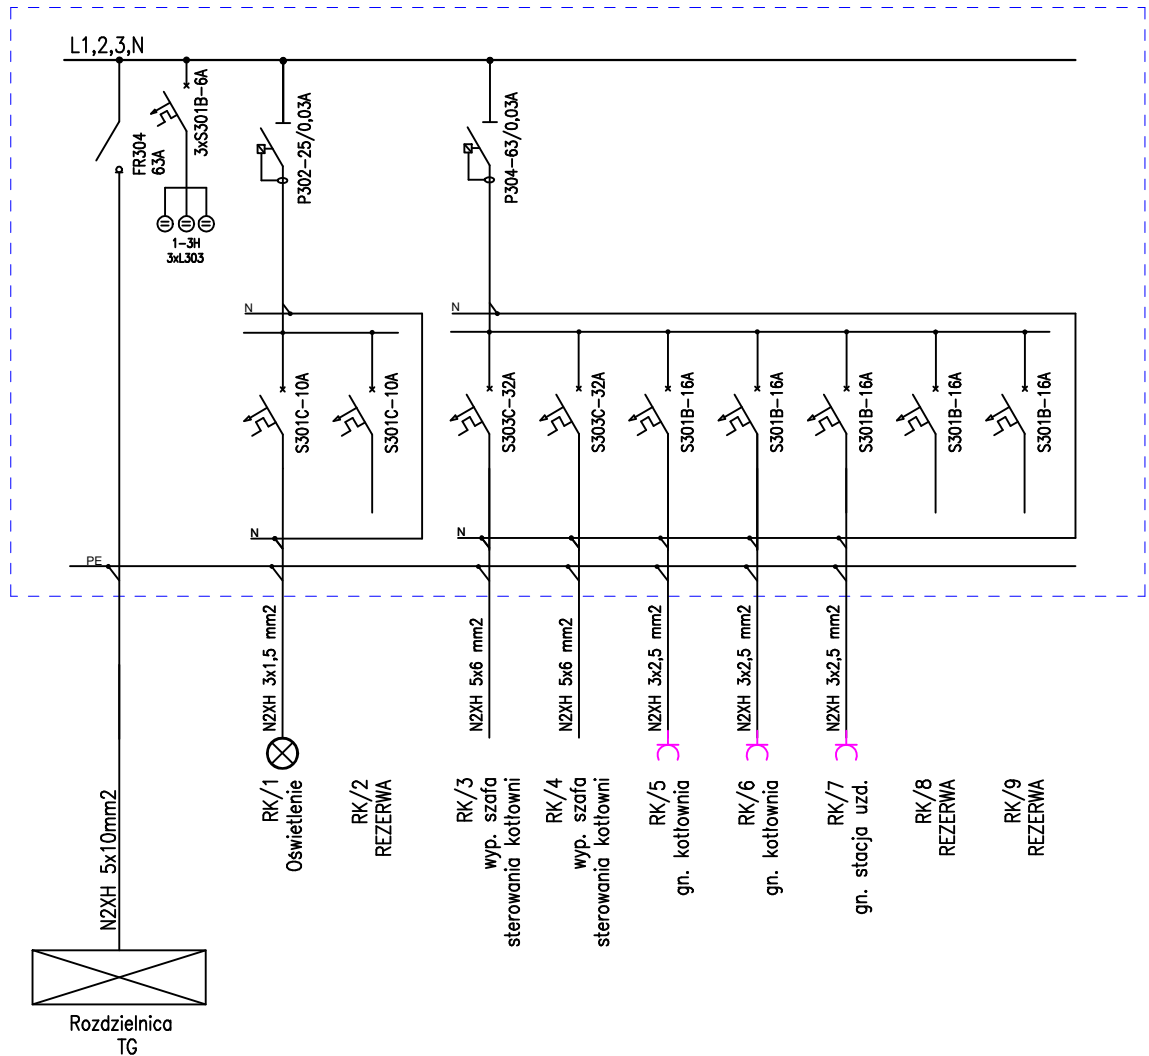 L1,2,3,N
FR304
63A
3xS301B-6A
1-3H
3xL303
P302-25/0,03A
P304-63/0,03A
N
N
S301C-10A
S301C-10A
S303C-32A
S303C-32A
S301B-16A
S301B-16A
S301B-16A
S301B-16A
S301B-16A
N
N
PE
N2XH 5x10mm2
N2XH 3x1,5 mm2
N2XH 5x6 mm2
N2XH 5x6 mm2
N2XH 3x2,5 mm2
N2XH 3x2,5 mm2
N2XH 3x2,5 mm2
RK/1
Oświetlenie
RK/2
REZERWA
RK/3
wyp. szafa
sterowania kotłowni
RK/4
wyp. szafa
sterowania kotłowni
RK/5
gn. kotłownia
RK/6
gn. kotłownia
RK/7
gn. stacja uzd.
RK/8
REZERWA
RK/9
REZERWA
Rozdzielnica
TG